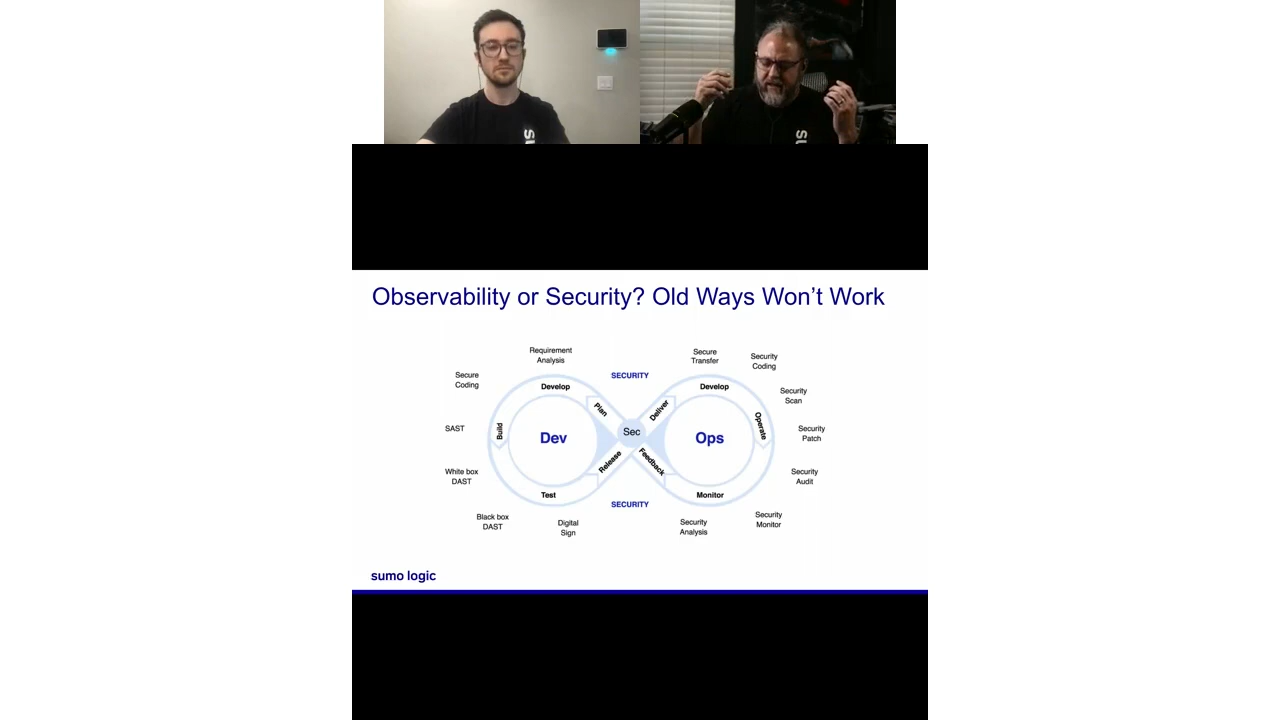 SU
SU
Observability or Security? Old Ways Won't Work
Requirement
Analysis
Secure
Transfer
Security
Coding
Secure
Coding
SECURITY
Develop
Develop
Security
Scan
Plan
Deliver
SAST
Build
Dev
Sec
Ops
Operate
Security
Patch
Release
Feedback
White box
DAST
Security
Audit
Test
Monitor
SECURITY
Black box
DAST
Digital
Sign
Security
Analysis
Security
Monitor
sumo logic